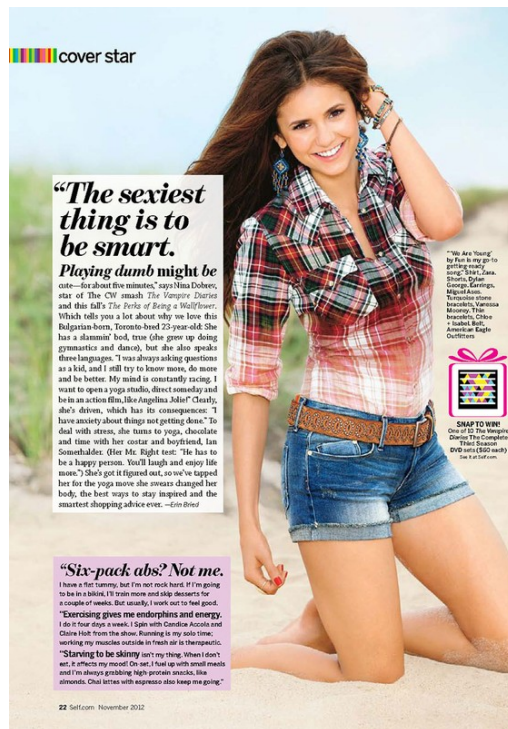 cover star
“The sexiest
thing is to
be smart.
Playing dumb might be
cute—for about five minutes,” says Nina Dobrev,
star of The CW smash The Vampire Diaries
and this fall’s The Perks of Being a Wallflower.
Which tells you a lot about why we love this
Bulgarian-born, Toronto-bred 23-year-old: She
has a slammin’ bod, true (she grew up doing
gymnastics and dance), but she also speaks
three languages. “I was always asking questions
as a kid, and I still try to know more, do more
and be better. My mind is constantly racing. I
want to open a yoga studio, direct someday and
be in an action film, like Angelina Jolie!” Clearly,
she’s driven, which has its consequences: “I
have anxiety about things not getting done.” To
deal with stress, she turns to yoga, chocolate
and time with her costar and boyfriend, Ian
Somerhalder. (Her Mr. Right test: “He has to
be a happy person. You’ll laugh and enjoy life
more.”) She’s got it figured out, so we’ve tapped
her for the yoga move she swears changed her
body, the best ways to stay inspired and the
smartest shopping advice ever. —Erin Bried
“‘We Are Young’
by Fun is my go-to
getting-ready
song.” Shirt, Zara.
Shorts, Dylan
George. Earrings,
Miguel Ases.
Turquoise stone
bracelets, Vanessa
Mooney. Thin
bracelets, Chloe
+ Isabel. Belt,
American Eagle
Outfitters
SNAP TO WIN!
One of 10 The Vampire
Diaries The Complete
Third Season
DVD sets ($60 each)
See it at Self.com.
“Six-pack abs? Not me.
I have a flat tummy, but I’m not rock hard. If I’m going
to be in a bikini, I’ll train more and skip desserts for
a couple of weeks. But usually, I work out to feel good.
“Exercising gives me endorphins and energy.
I do it four days a week. I Spin with Candice Accola and
Claire Holt from the show. Running is my solo time;
working my muscles outside in fresh air is therapeutic.
“Starving to be skinny isn’t my thing. When I don’t
eat, it affects my mood! On-set, I fuel up with small meals
and I’m always grabbing high-protein snacks, like
almonds. Chai lattes with espresso also keep me going.”
22 Self.com November 2012